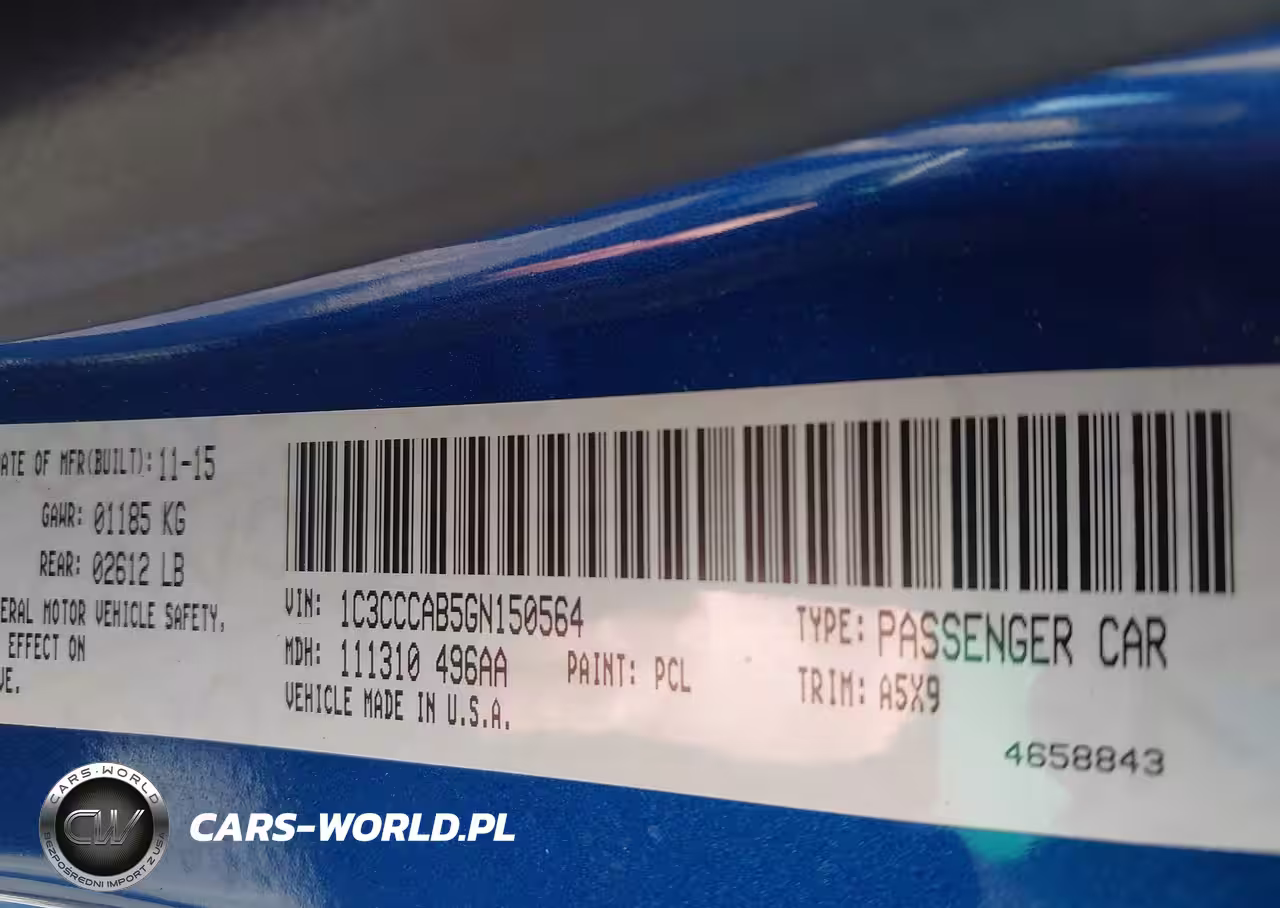 ATE OF MFR(BUILT): 11-15
GAWR: 01185 KG
REAR: 02612 LB
ERAL MOTOR VEHICLE SAFETY,
EFFECT ON
VE.
VIN: 1C3CCCAB5GN150564
MDH: 111310 496AA PAINT: PCL
VEHICLE MADE IN U.S.A.
TYPE: PASSENGER CAR
TRIM: A5X9
4658843
CARS-WORLD
CW
BEZPOŚREDNI IMPORT Z USA
CARS-WORLD.PL